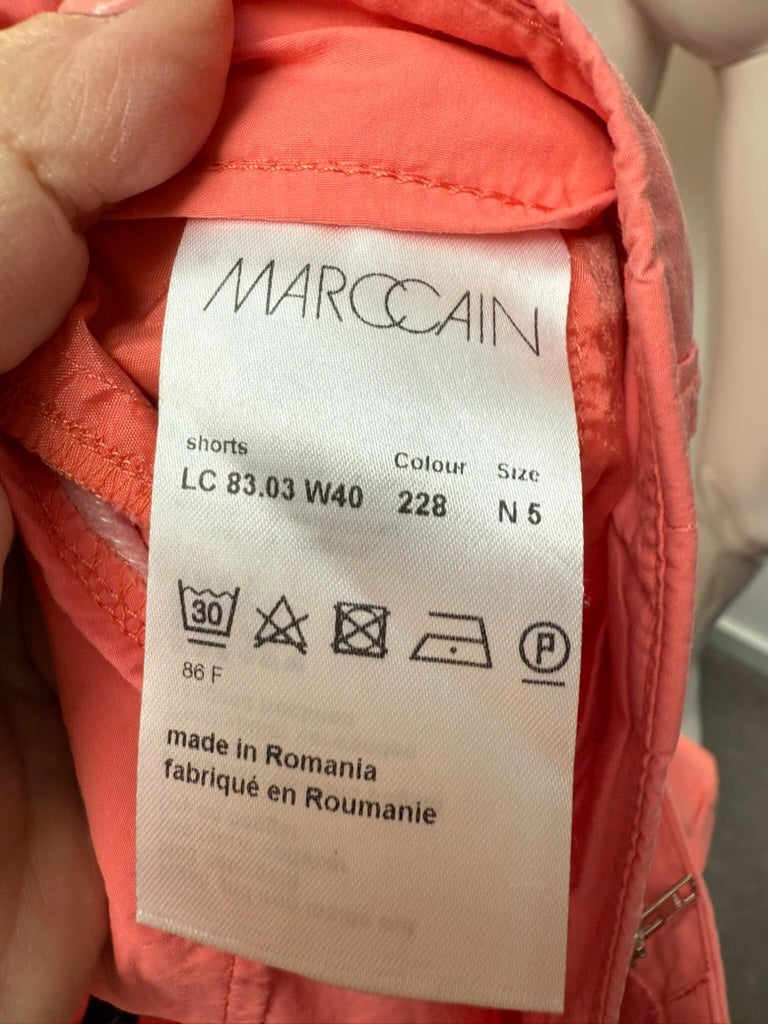 MARCCAIN
shorts Colour Size
LC 83.03 W40 228 N 5
30 P
86 F
made in Romania
fabriqué en Roumanie